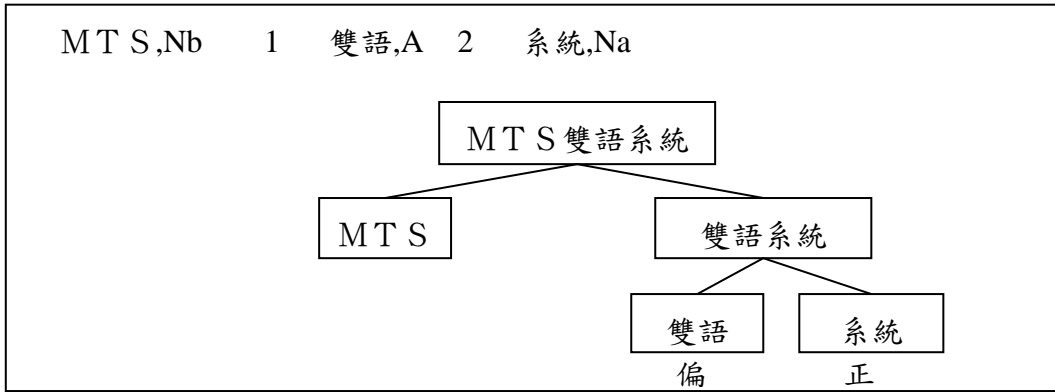 ＭＴＳ,Nb 1 雙語,A 2 系統,Na
ＭＴＳ雙語系統
ＭＴＳ 雙語系統
雙語 系統
偏 正